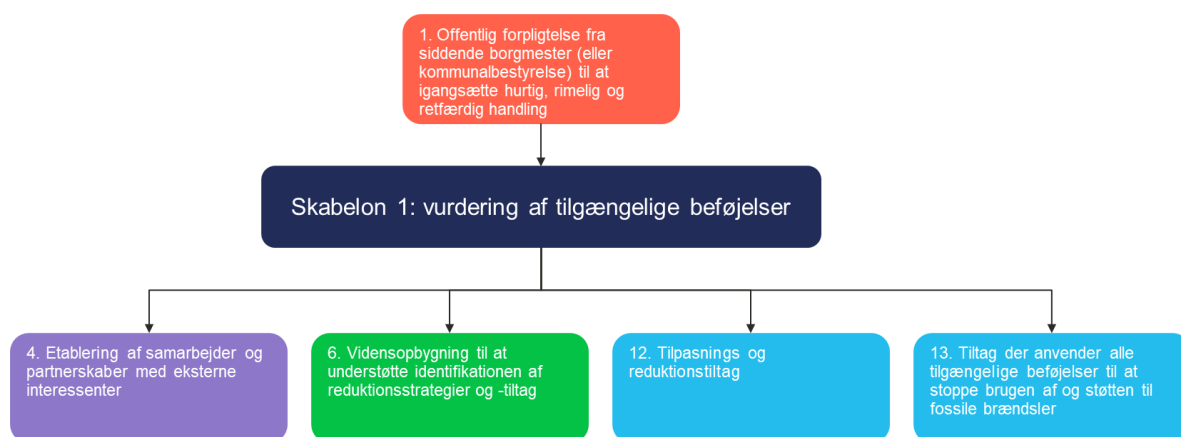 1. Offentlig forpligtelse fra
siddende borgmester (eller
kommunalbestyrelse) til at
igangsætte hurtig, rimelig og
retfærdig handling
Skabelon 1: vurdering af tilgængelige beføjelser
4. Etablering af samarbejder og
partnerskaber med eksterne
interessenter
6. Vidensopbygning til at
understøtte identifikationen af
reduktionsstrategier og -tiltag
12. Tilpasnings og
reduktionstiltag
13. Tiltag der anvender alle
tilgængelige beføjelser til at
stoppe brugen af og støtten til
fossile brændsler